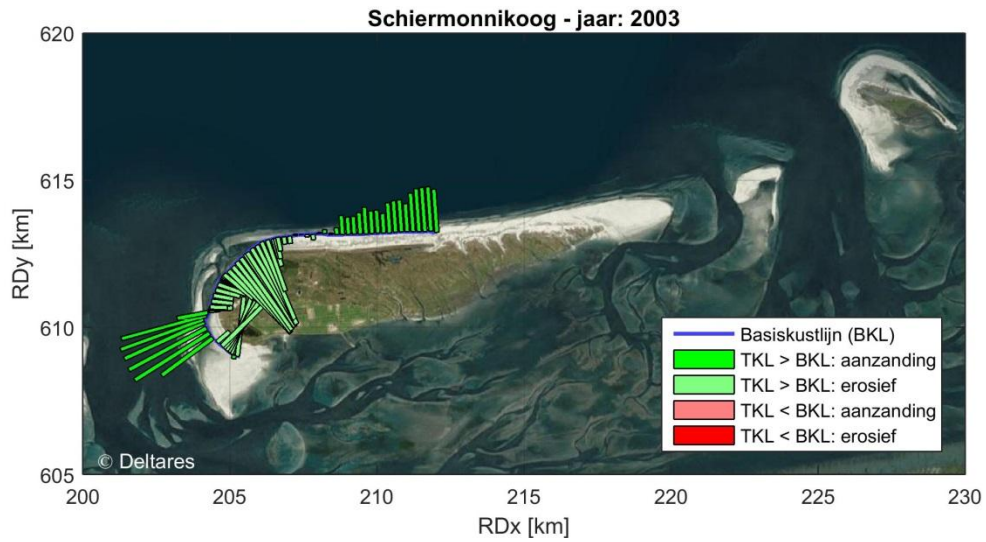 Schiermonnikoog - jaar: 2003
620
615
610
605
RDy [km]
Basiskustlijn (BKL)
TKL > BKL: aanzanding
TKL > BKL: erosief
TKL < BKL: aanzanding
TKL < BKL: erosief
© Deltares
200 205 210 215 220 225 230
RDx [km]